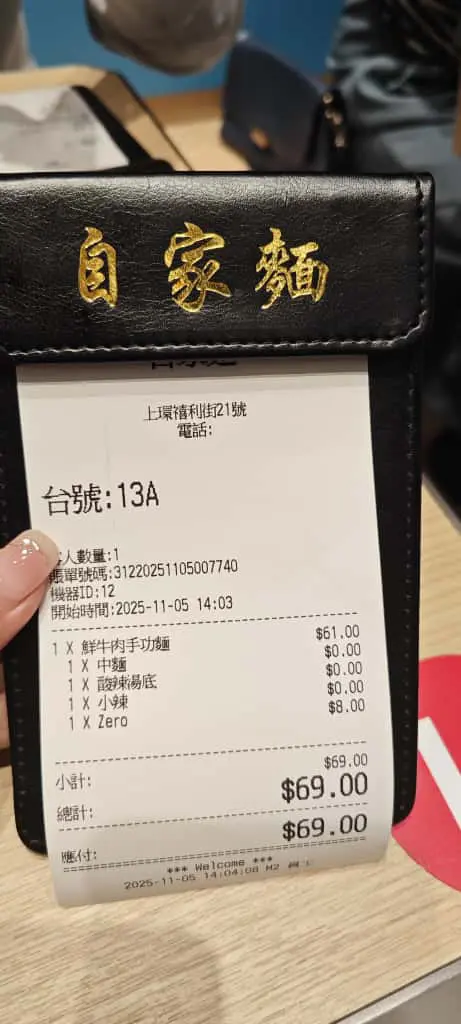 自家麵
上環禧利街21號
電話:
台號:13A
客人數量:1
賬單號碼:31220251105007740
機器ID:12
開始時間:2025-11-05 14:03
1 X 鮮牛肉手功麵 $61.00
1 X 中麵 $0.00
1 X 酸辣湯底 $0.00
1 X 小辣 $0.00
1 X Zero $8.00
小計: $69.00
總計: $69.00
應付: $69.00
*** Welcome ***
2025-11-05 14:04:08 M2